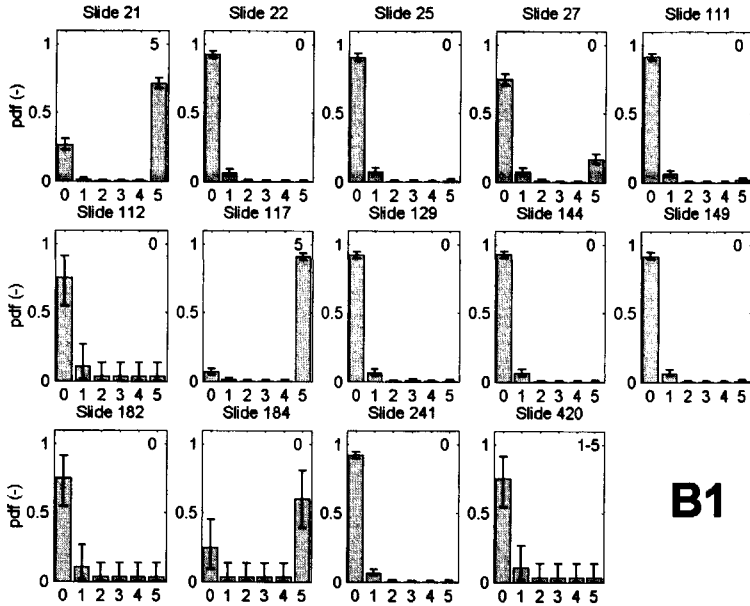 Slide 21 Slide 22 Slide 25 Slide 27 Slide 111
1 5 1 0 1 0 1 0 1 0
pdf (-) 0.5 0.5 0.5 0.5 0.5
0 0 0 0 0
0 1 2 3 4 5 0 1 2 3 4 5 0 1 2 3 4 5 0 1 2 3 4 5 0 1 2 3 4 5
Slide 112 Slide 117 Slide 129 Slide 144 Slide 149
1 0 1 5 1 0 1 0 1 0
0.5 0.5 0.5 0.5 0.5
0 0 0 0 0
0 1 2 3 4 5 0 1 2 3 4 5 0 1 2 3 4 5 0 1 2 3 4 5 0 1 2 3 4 5
Slide 182 Slide 184 Slide 241 Slide 420
1 0 1 0 1 0 1 1-5
pdf (-) 0.5 0.5 0.5 0.5 B1
0 0 0 0
0 1 2 3 4 5 0 1 2 3 4 5 0 1 2 3 4 5 0 1 2 3 4 5